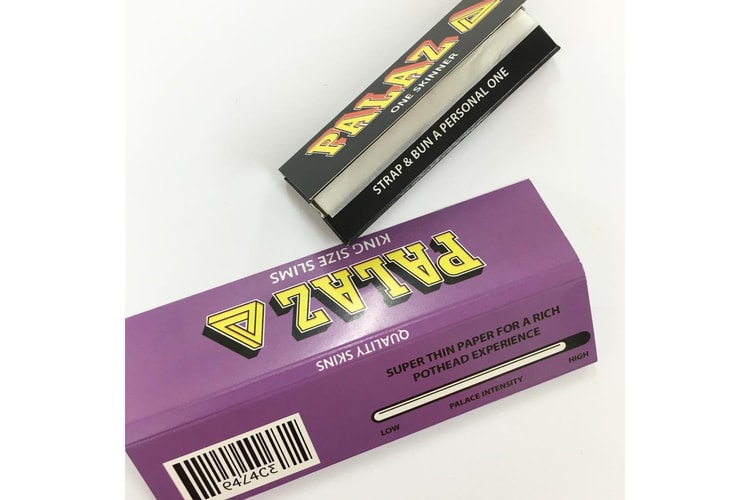 PALAZ
ONE SKINNER
STRAP & BUN A PERSONAL ONE
PALAZ
KING SIZE SLIMS
QUALITY SKINS
SUPER THIN PAPER FOR A RICH
POTHEAD EXPERIENCE
LOW
PALACE INTENSITY
HIGH